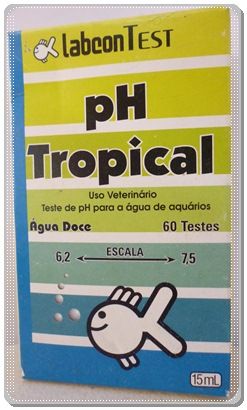 labconTEST
pH
Tropical
Uso Veterinário
Teste de pH para a água de aquários
Água Doce 60 Testes
ESCALA
6,2 7,5
15mL